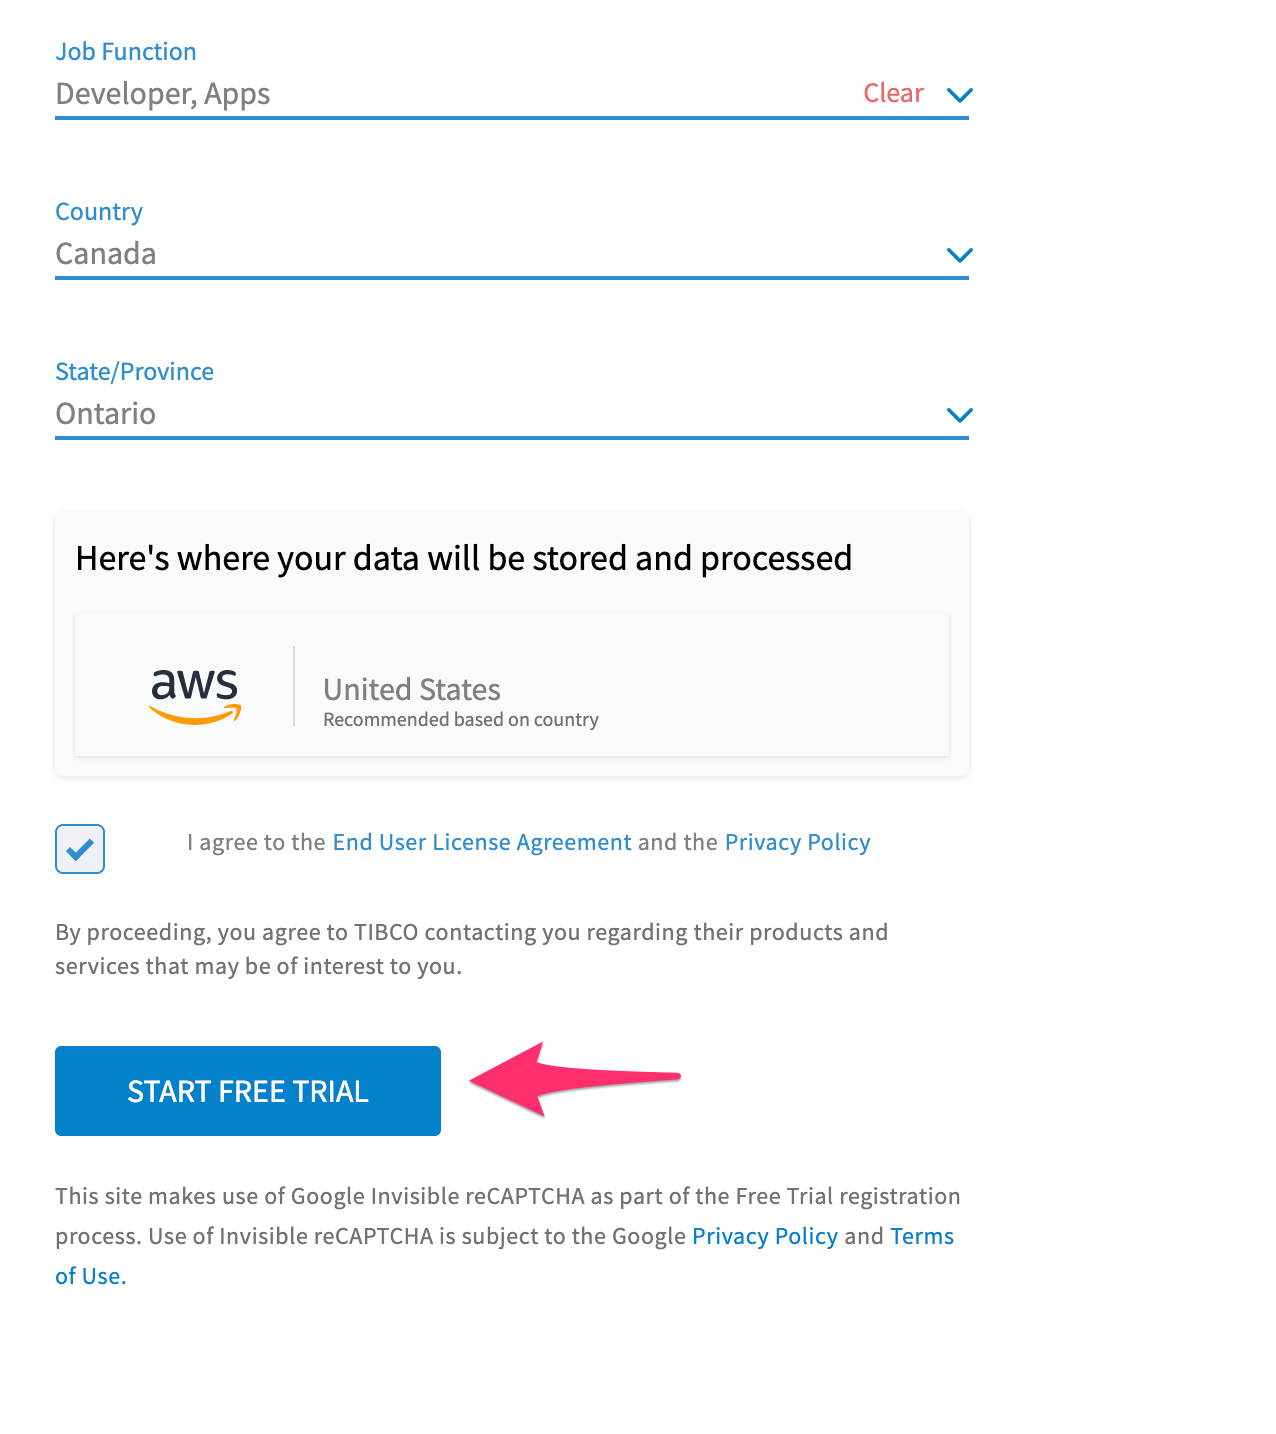 Job Function
Developer, Apps Clear
Country
Canada
State/Province
Ontario
Here's where your data will be stored and processed
aws
United States
Recommended based on country
I agree to the End User License Agreement and the Privacy Policy
By proceeding, you agree to TIBCO contacting you regarding their products and
services that may be of interest to you.
START FREE TRIAL
This site makes use of Google Invisible reCAPTCHA as part of the Free Trial registration
process. Use of Invisible reCAPTCHA is subject to the Google Privacy Policy and Terms
of Use.